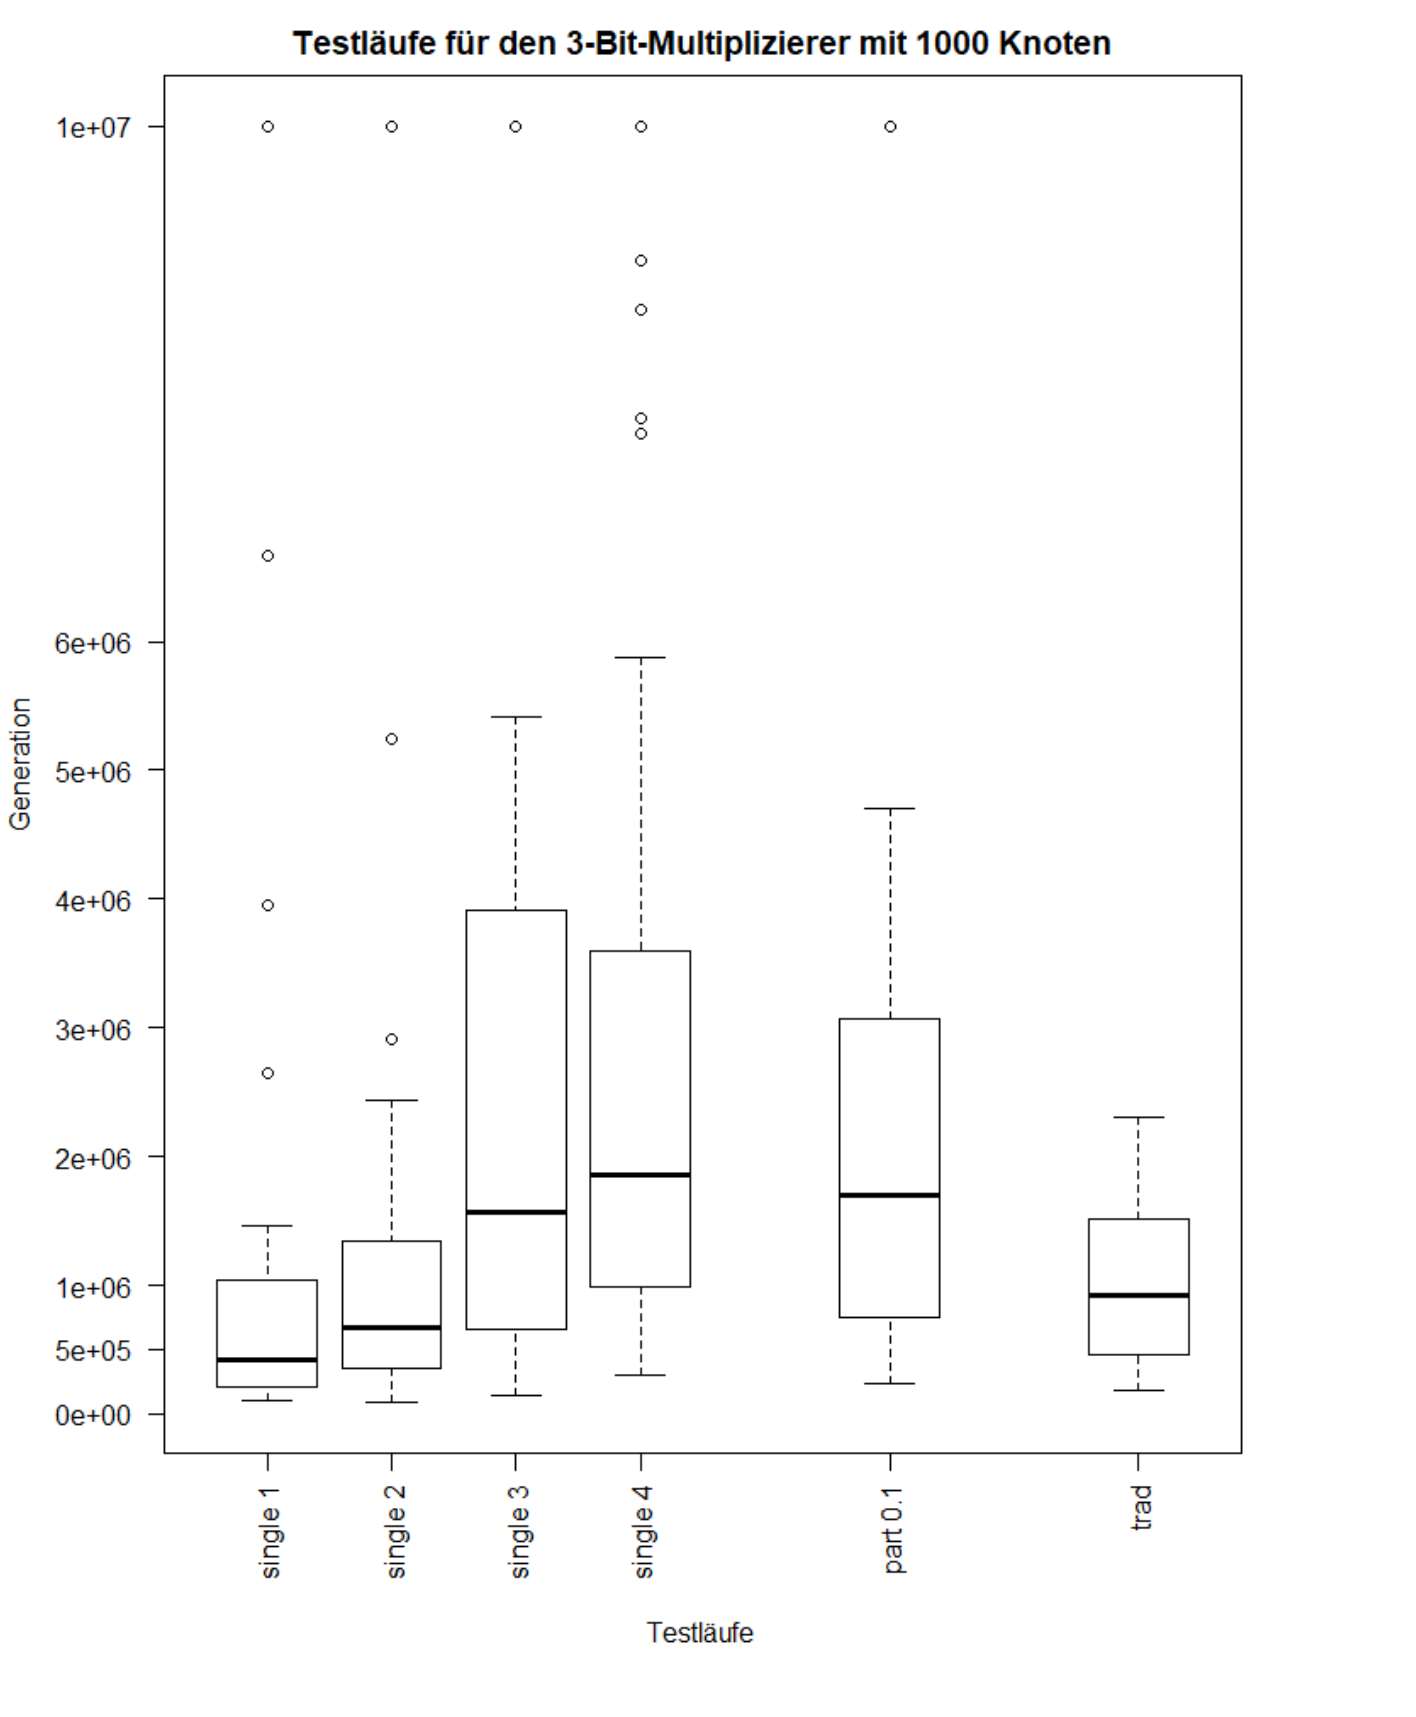 Testläufe für den 3-Bit-Multiplizierer mit 1000 Knoten
1e+07
6e+06
5e+06
4e+06
3e+06
2e+06
1e+06
5e+05
0e+00
Generation
single 1
single 2
single 3
single 4
part 0.1
trad
Testläufe